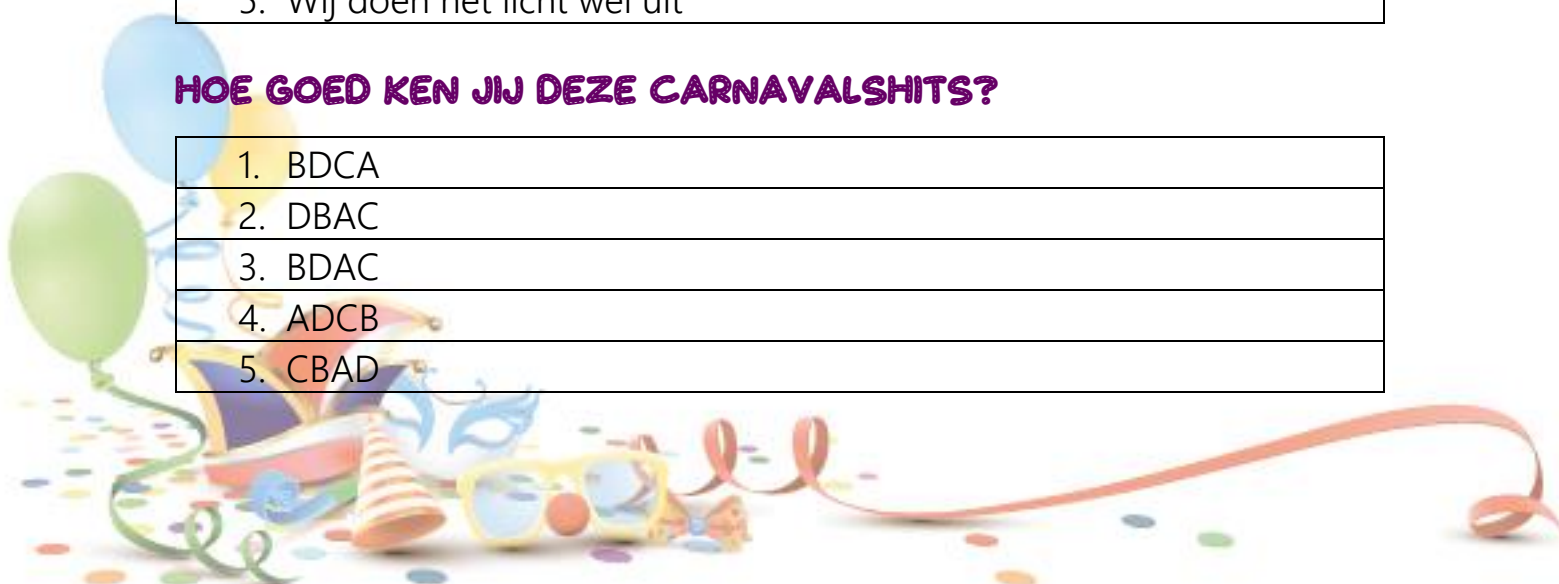 5. Wij doen het licht wel uit
HOE GOED KEN JIJ DEZE CARNAVALSHITS?
1. BDCA
2. DBAC
3. BDAC
4. ADCB
5. CBAD